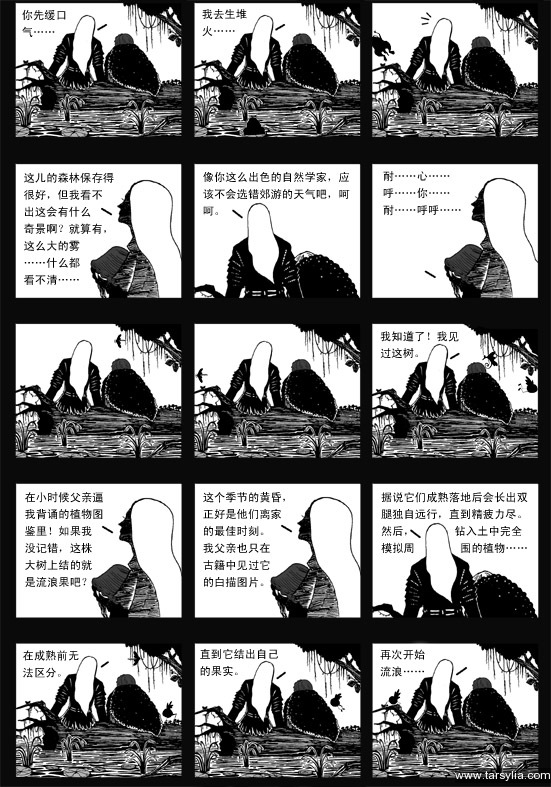 你先缓口
气……
我去生堆
火……
这儿的森林保存得
很好，但我看不
出这会有什么
奇景啊？就算有，
这么大的雾
……什么都
看不清……
像你这么出色的自然学家，应
该不会选错郊游的天气吧，呵
呵。
耐……心……
呼……你……
耐……呼呼……
我知道了！我见
过这树。
在小时候父亲逼
我背诵的植物图
鉴里！如果我
没记错，这株
大树上结的就
是流浪果吧？
这个季节的黄昏，
正好是他们离家
的最佳时刻。
我父亲也只在
古籍中见过它
的白描图片。
据说它们成熟落地后会长出双
腿独自远行，直到精疲力尽。
然后，钻入土中完全
模拟周围的植物……
在成熟前无
法区分。
直到它结出自己
的果实。
再次开始
流浪……
www.tarsylia.com